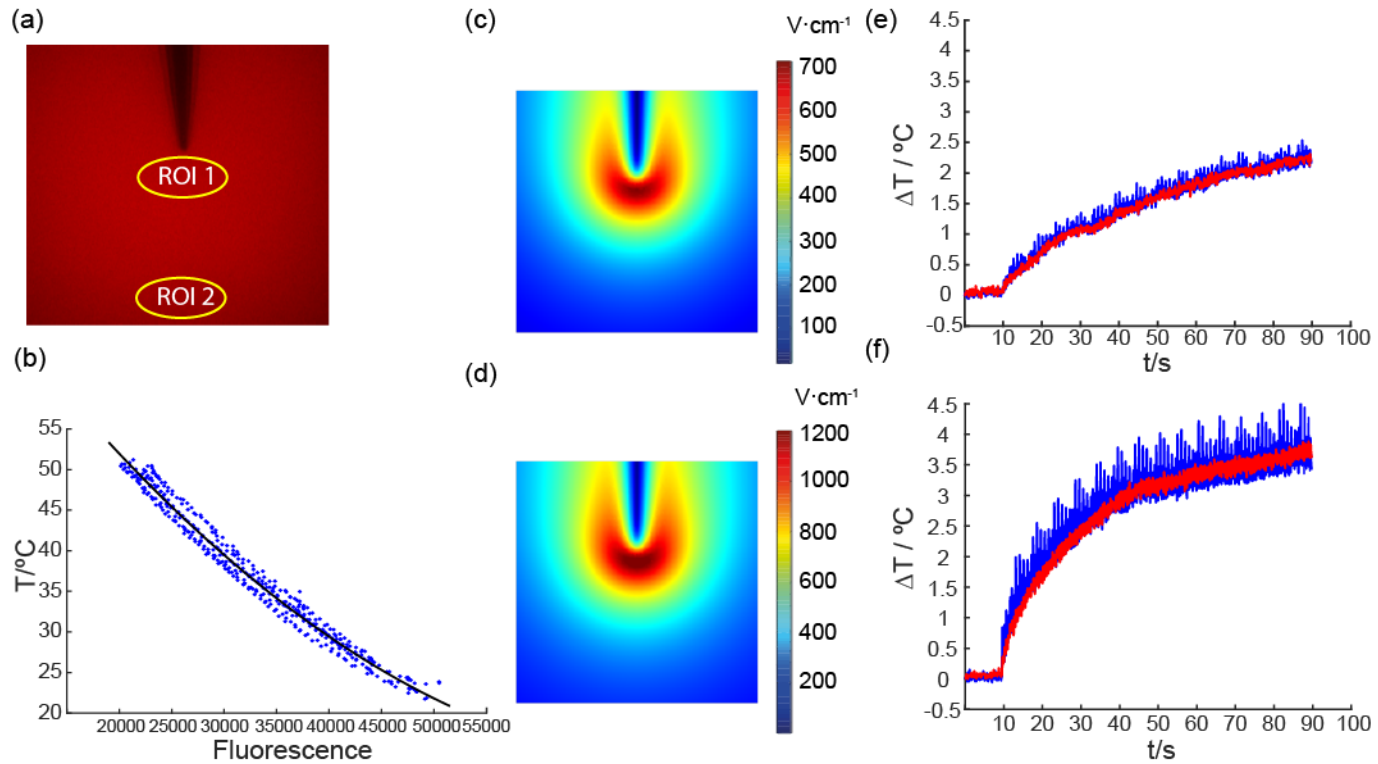 (a)
ROI 1
ROI 2
(b)
T/ºC
55
50
45
40
35
30
25
20
20000 25000 30000 35000 40000 45000 50000 55000
Fluorescence
(c)
V·cm⁻¹
700
600
500
400
300
200
100
(d)
V·cm⁻¹
1200
1000
800
600
400
200
(e)
ΔT / ºC
4.5
4
3.5
3
2.5
2
1.5
1
0.5
0
-0.5
10 20 30 40 50 60 70 80 90 100
t/s
(f)
ΔT / ºC
4.5
4
3.5
3
2.5
2
1.5
1
0.5
0
-0.5
10 20 30 40 50 60 70 80 90 100
t/s